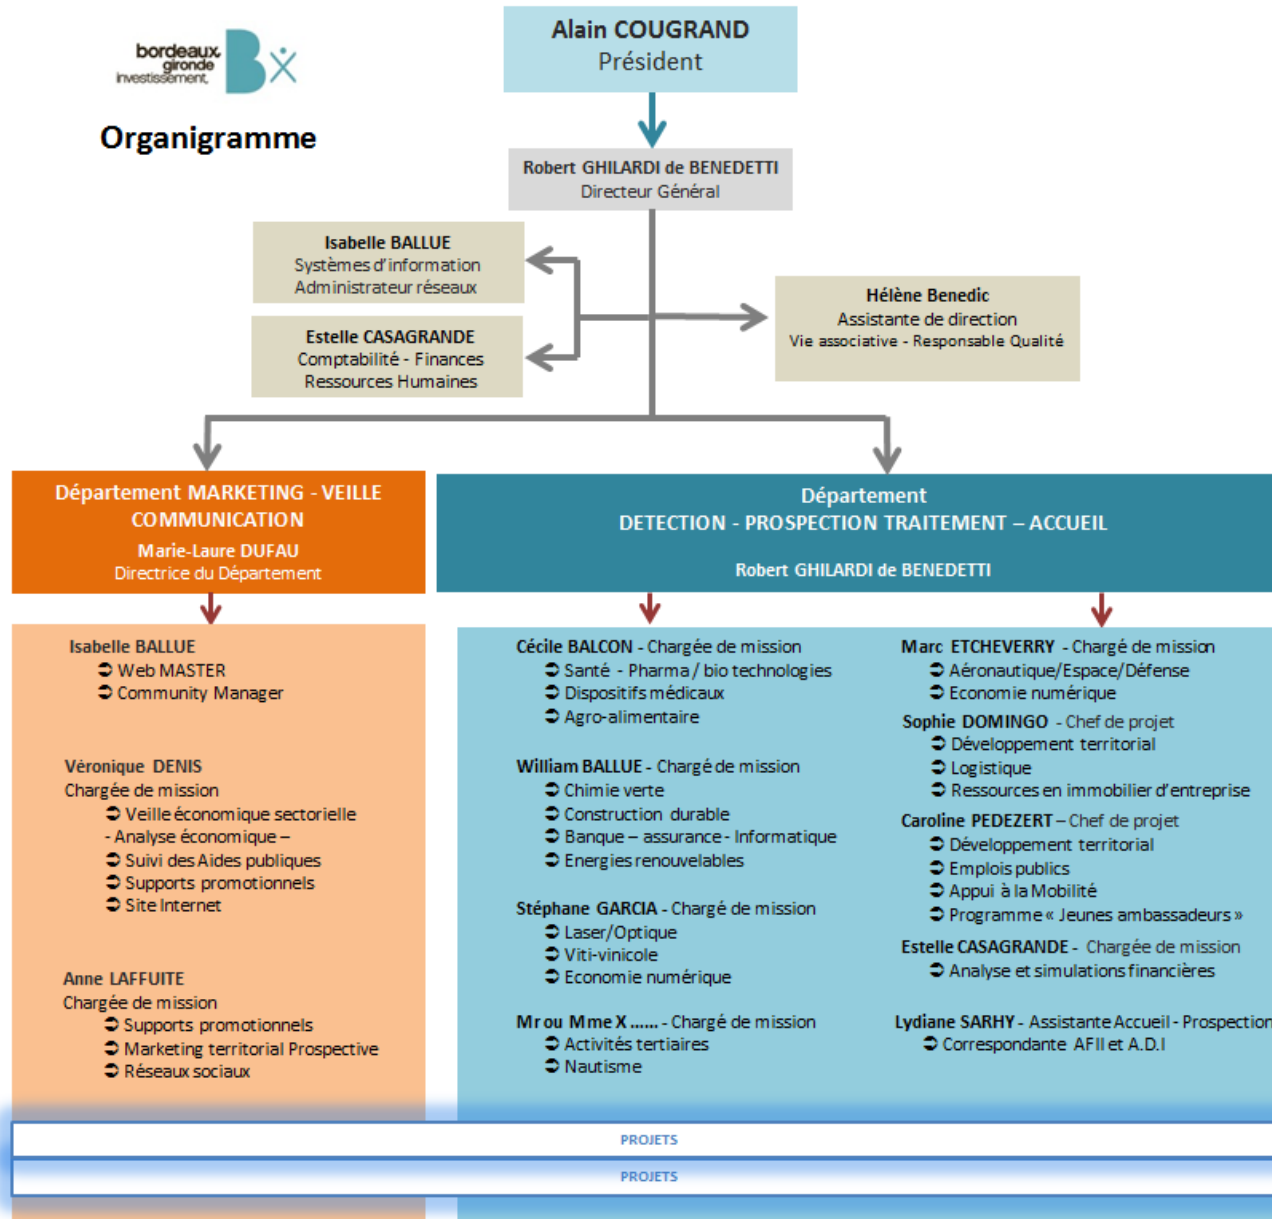 bordeaux
gironde
investissement,
B
Organigramme
Alain COUGRAND
Président
Robert GHILARDI de BENEDETTI
Directeur Général
Isabelle BALLUE
Systèmes d'information
Administrateur réseaux
Estelle CASAGRANDE
Comptabilité - Finances
Ressources Humaines
Hélène Benedic
Assistante de direction
Vie associative - Responsable Qualité
Département MARKETING - VEILLE
COMMUNICATION
Marie-Laure DUFAU
Directrice du Département
Département
DETECTION - PROSPECTION TRAITEMENT – ACCUEIL
Robert GHILARDI de BENEDETTI
Isabelle BALLUE
➲ Web MASTER
➲ Community Manager
Véronique DENIS
Chargée de mission
➲ Veille économique sectorielle
- Analyse économique –
➲ Suivi des Aides publiques
➲ Supports promotionnels
➲ Site Internet
Anne LAFFUITE
Chargée de mission
➲ Supports promotionnels
➲ Marketing territorial Prospective
➲ Réseaux sociaux
Cécile BALCON - Chargée de mission
➲ Santé - Pharma / bio technologies
➲ Dispositifs médicaux
➲ Agro-alimentaire
William BALLUE - Chargé de mission
➲ Chimie verte
➲ Construction durable
➲ Banque – assurance - Informatique
➲ Energies renouvelables
Stéphane GARCIA - Chargé de mission
➲ Laser/Optique
➲ Viti-vinicole
➲ Economie numérique
Mr ou Mme X ...... - Chargé de mission
➲ Activités tertiaires
➲ Nautisme
Marc ETCHEVERRY - Chargé de mission
➲ Aéronautique/Espace/Défense
➲ Economie numérique
Sophie DOMINGO - Chef de projet
➲ Développement territorial
➲ Logistique
➲ Ressources en immobilier d'entreprise
Caroline PEDEZERT – Chef de projet
➲ Développement territorial
➲ Emplois publics
➲ Appui à la Mobilité
➲ Programme « Jeunes ambassadeurs »
Estelle CASAGRANDE - Chargée de mission
➲ Analyse et simulations financières
Lydiane SARHY - Assistante Accueil - Prospection
➲ Correspondante AFII et A.D.I
PROJETS
PROJETS